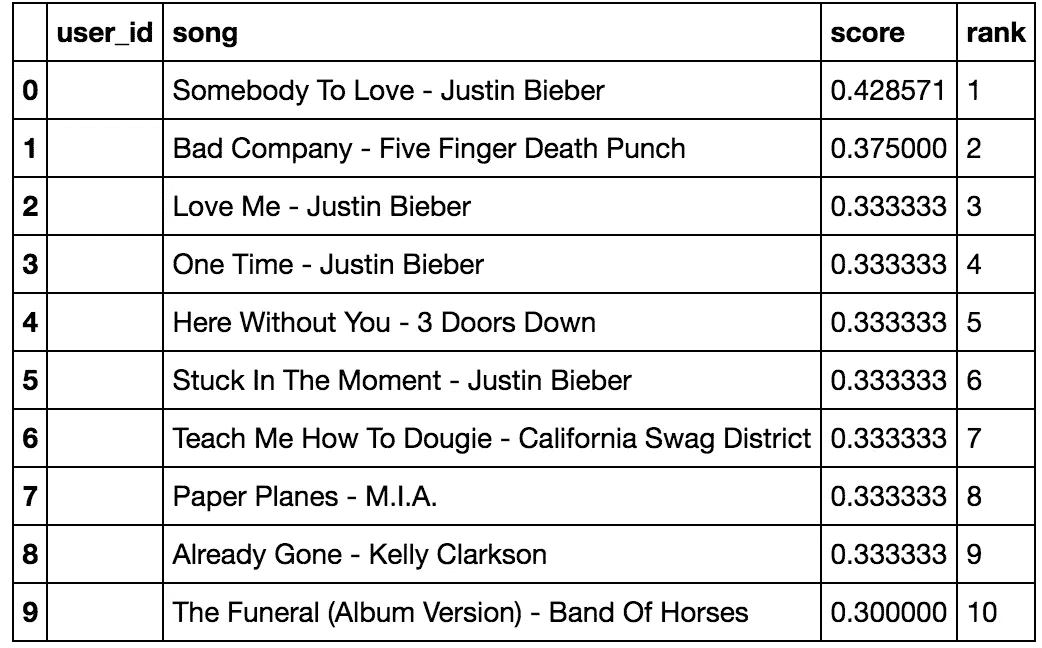 user_id song score rank
0 Somebody To Love - Justin Bieber 0.428571 1
1 Bad Company - Five Finger Death Punch 0.375000 2
2 Love Me - Justin Bieber 0.333333 3
3 One Time - Justin Bieber 0.333333 4
4 Here Without You - 3 Doors Down 0.333333 5
5 Stuck In The Moment - Justin Bieber 0.333333 6
6 Teach Me How To Dougie - California Swag District 0.333333 7
7 Paper Planes - M.I.A. 0.333333 8
8 Already Gone - Kelly Clarkson 0.333333 9
9 The Funeral (Album Version) - Band Of Horses 0.300000 10